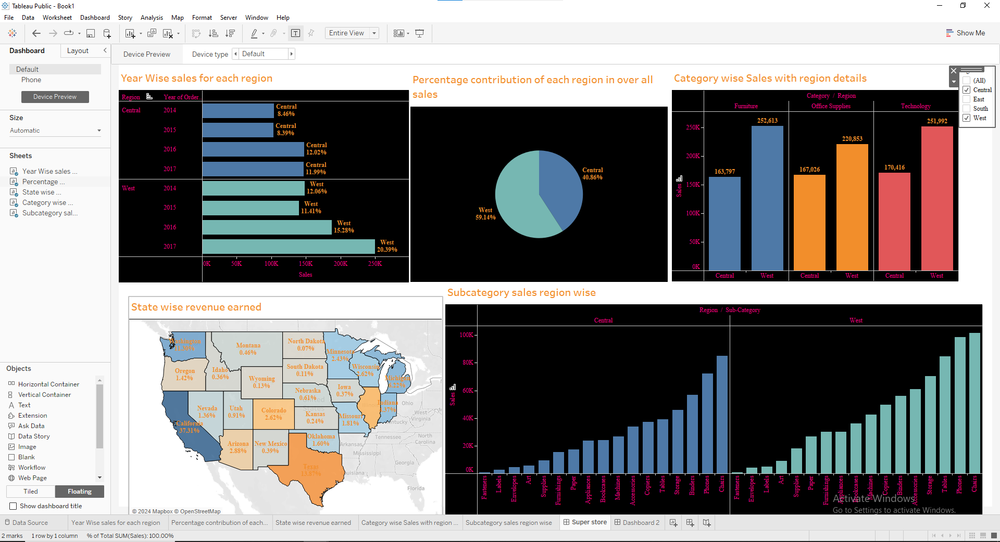 Tableau Public - Book1
File Data Worksheet Dashboard Story Analysis Map Format Server Window Help
Entire View
Show Me
Dashboard Layout
Device Preview Device type Default
Default
Phone
Device Preview
Size
Automatic
Sheets
Year Wise sales ...
Percentage ...
State wise ...
Category wise ...
Subcategory sal...
Objects
Horizontal Container
Vertical Container
Text
Extension
Ask Data
Data Story
Image
Blank
Workflow
Web Page
Tiled Floating
Show dashboard title
Year Wise sales for each region
Region Year of Order..
Central 2014
Central
8.46%
2015
Central
8.39%
2016
Central
12.02%
2017
Central
11.99%
West 2014
West
12.06%
2015
West
11.41%
2016
West
15.28%
2017
West
20.39%
0K 50K 100K 150K 200K 250K
Sales
Percentage contribution of each region in over all
sales
Central
40.86%
West
59.14%
Category wise Sales with region details
Category / Region
Furniture Office Supplies Technology
250K
200K
150K
100K
50K
0K
Sales
163,797 252,613 167,026 220,853 170,416 251,992
Central West Central West Central West
(All)
Central
East
South
West
State wise revenue earned
Washington
11.30%
Montana
0.46%
North Dakota
0.07%
Minnesota
2.43%
Oregon
1.42%
Idaho
0.36%
South Dakota
0.11%
Wisconsin
2.62%
Michigan
6.22%
Wyoming
0.13%
Iowa
0.37%
Nebraska
0.61%
United
States
Nevada
1.36%
Utah
0.91%
Colorado
2.62%
Kansas
0.24%
Missouri
1.81%
Indiana
Ohio
West
Virginia
California
37.31%
Arizona
2.88%
New Mexico
0.39%
Oklahoma
1.60%
Texas
13.87%
Tennessee
North
Carolina
Arkansas
Mississippi
Georgia
Florida
© 2024 Mapbox © OpenStreetMap
Subcategory sales region wise
Region / Sub-Category
Central West
100K
80K
60K
40K
20K
0K
Sales
Fasteners Labels Envelopes Art Supplies Furnishings Paper Appliances Bookcases Machines Accessories Copiers Tables Storage Binders Phones Chairs
Fasteners Envelopes Labels Art Supplies Paper Furnishings Appliances Bookcases Machines Copiers Binders Accessories Storage Tables Phones Chairs
Activate Windows
Go to Settings to activate Windows.
Data Source Year Wise sales for each region Percentage contribution of each... State wise revenue earned Category wise Sales with region ... Subcategory sales region wise Super store Dashboard 2
2 marks 1 row by 1 column % of Total SUM(Sales): 100.00%